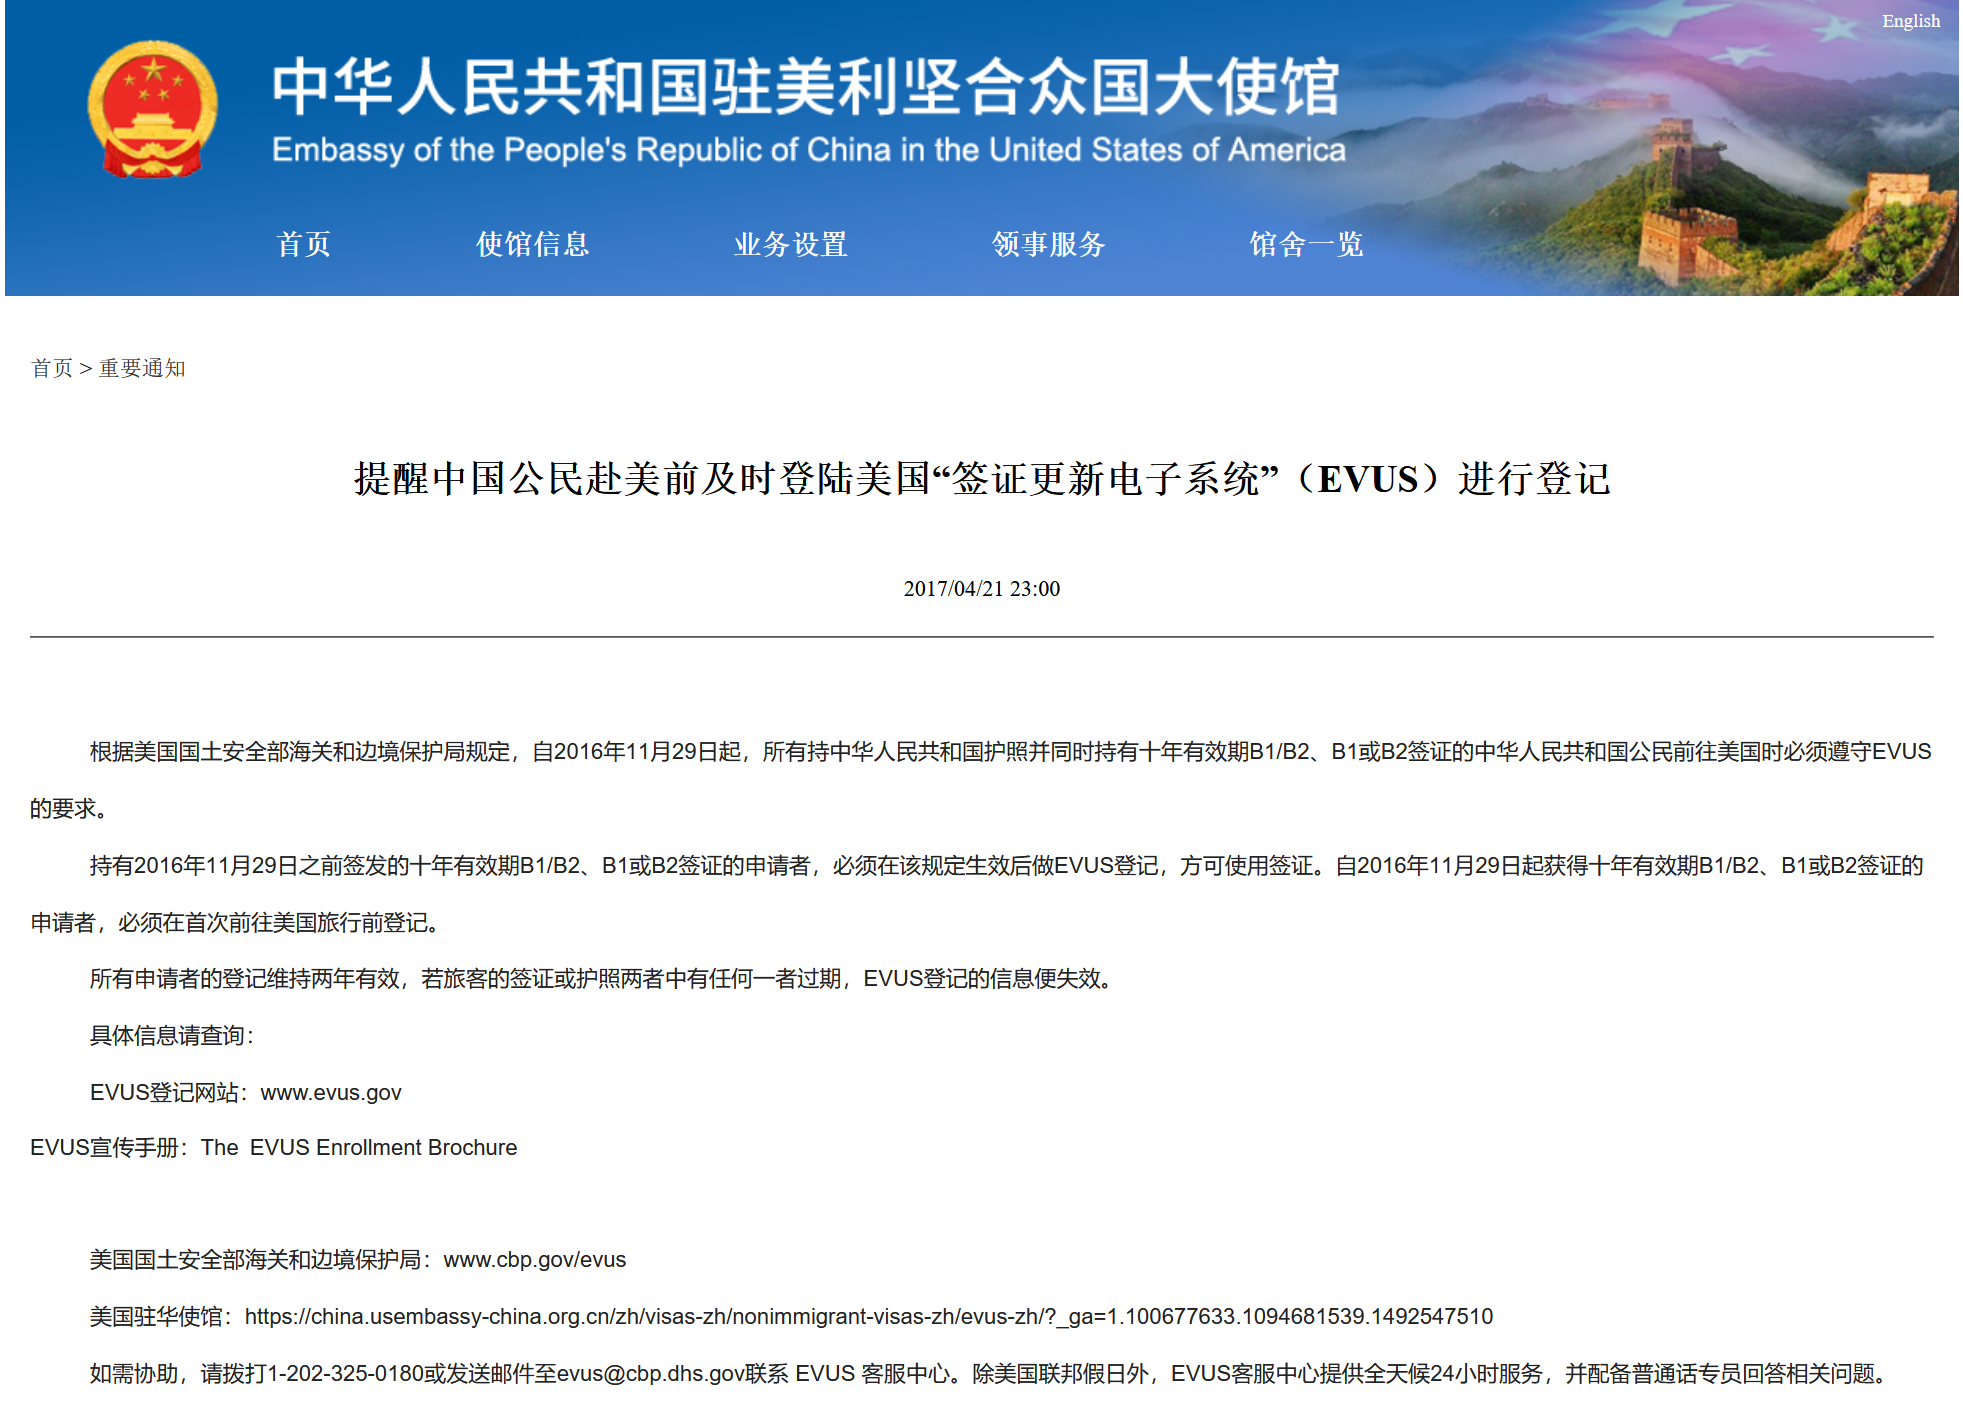 English
中华人民共和国驻美利坚合众国大使馆
Embassy of the People's Republic of China in the United States of America
首页 使馆信息 业务设置 领事服务 馆舍一览
首页 > 重要通知
提醒中国公民赴美前及时登陆美国“签证更新电子系统”（EVUS）进行登记
2017/04/21 23:00
根据美国国土安全部海关和边境保护局规定，自2016年11月29日起，所有持中华人民共和国护照并同时持有十年有效期B1/B2、B1或B2签证的中华人民共和国公民前往美国时必须遵守EVUS
的要求。
持有2016年11月29日之前签发的十年有效期B1/B2、B1或B2签证的申请者，必须在该规定生效后做EVUS登记，方可使用签证。自2016年11月29日起获得十年有效期B1/B2、B1或B2签证的
申请者，必须在首次前往美国旅行前登记。
所有申请者的登记维持两年有效，若旅客的签证或护照两者中有任何一者过期，EVUS登记的信息便失效。
具体信息请查询：
EVUS登记网站：www.evus.gov
EVUS宣传手册：The  EVUS Enrollment Brochure
美国国土安全部海关和边境保护局：www.cbp.gov/evus
美国驻华使馆：https://china.usembassy-china.org.cn/zh/visas-zh/nonimmigrant-visas-zh/evus-zh/?_ga=1.100677633.1094681539.1492547510
如需协助，请拨打1-202-325-0180或发送邮件至evus@cbp.dhs.gov联系 EVUS 客服中心。除美国联邦假日外，EVUS客服中心提供全天候24小时服务，并配备普通话专员回答相关问题。